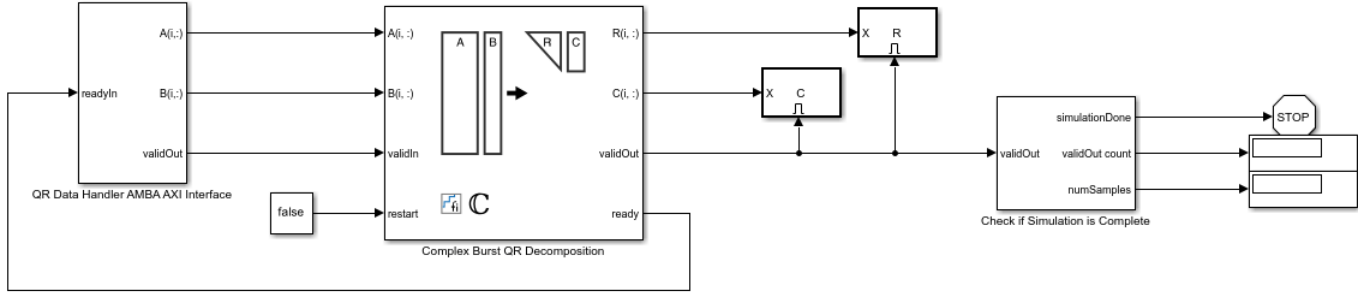 A(i,:)
readyIn
B(i,:)
validOut
QR Data Handler AMBA AXI Interface
false
A(i, :)
B(i, :)
validIn
restart
A
B
R
C
fi
ℂ
R(i, :)
C(i, :)
validOut
ready
Complex Burst QR Decomposition
X
R
X
C
validOut
simulationDone
validOut count
numSamples
Check if Simulation is Complete
STOP